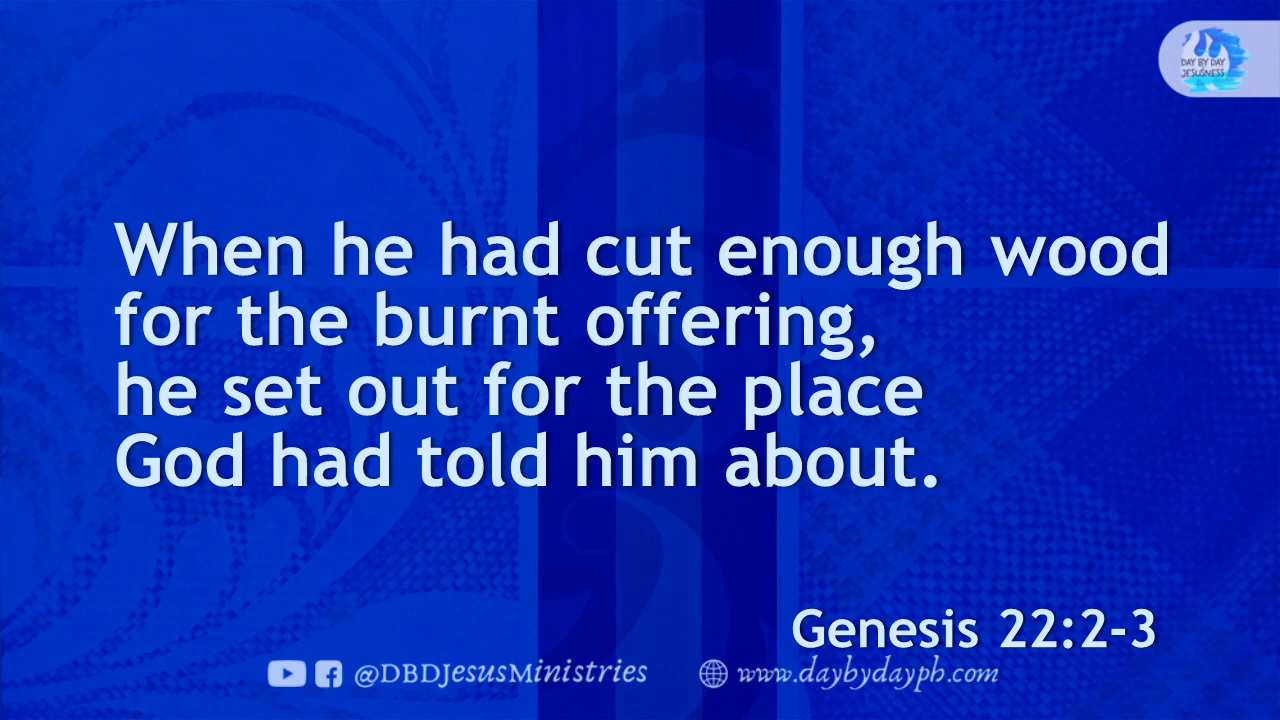 DAY BY DAY
JESUSNESS
When he had cut enough wood
for the burnt offering,
he set out for the place
God had told him about.
Genesis 22:2-3
@DBDJesusMinistries www.daybydayph.com